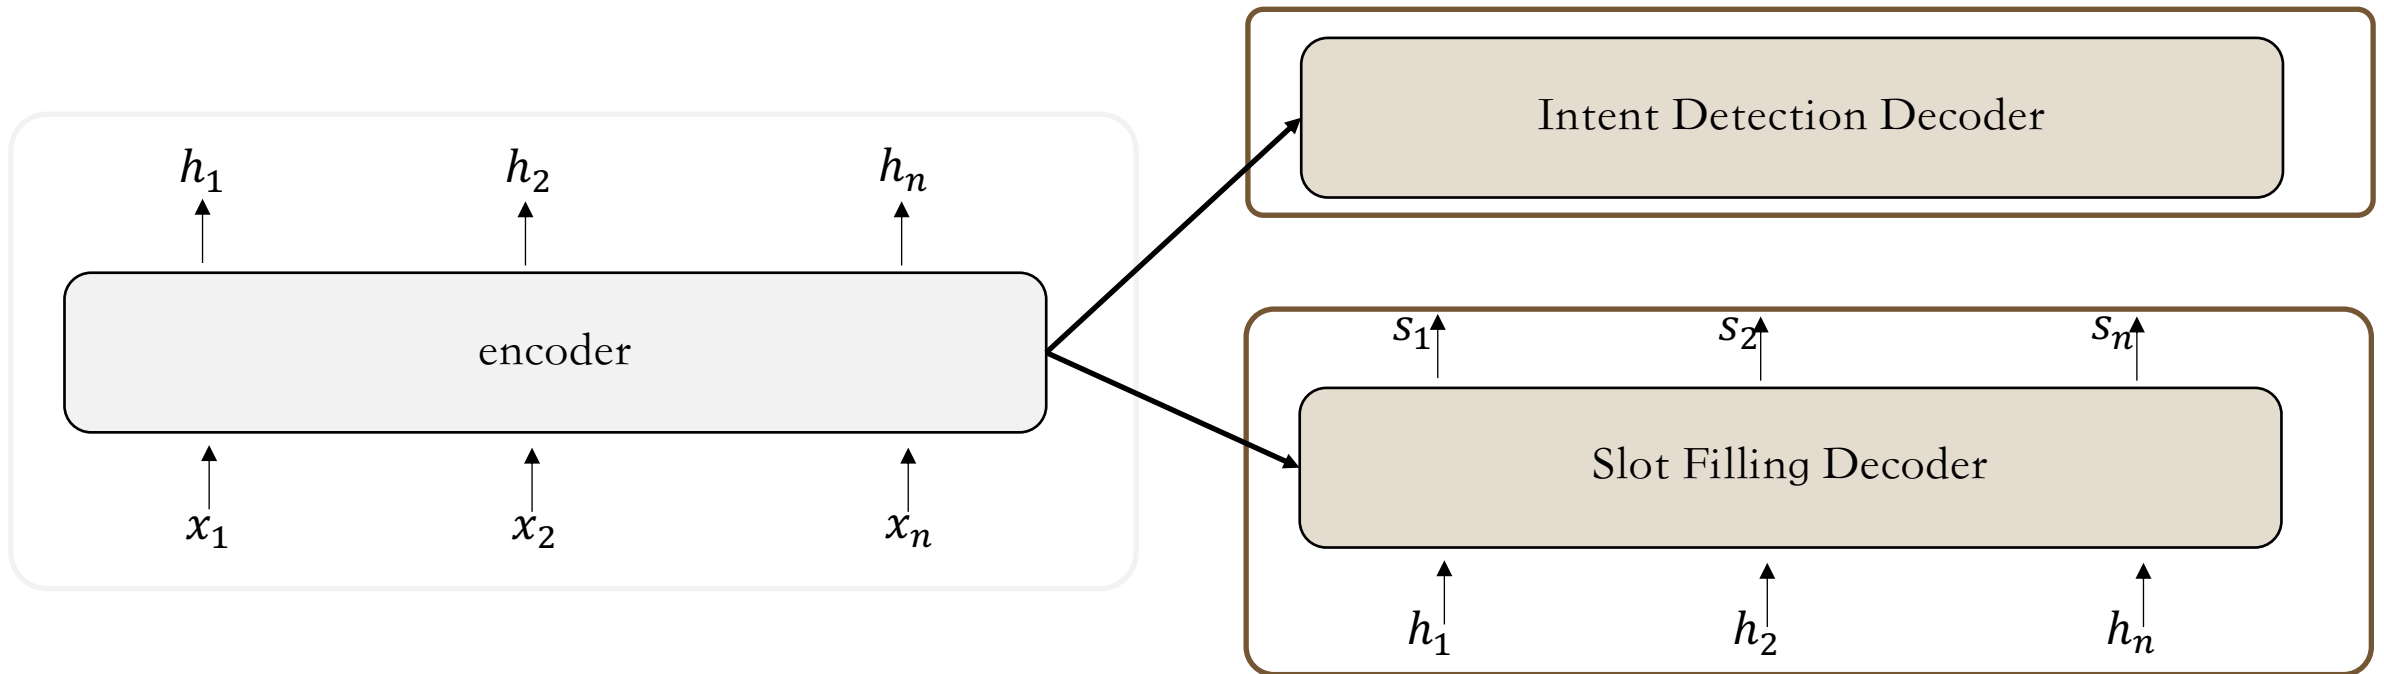 h₁ h₂ hₙ
encoder
x₁ x₂ xₙ
Intent Detection Decoder
s₁ s₂ sₙ
Slot Filling Decoder
h₁ h₂ hₙ